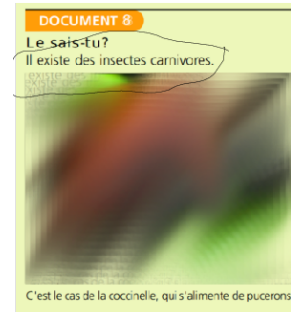 DOCUMENT 8
Le sais-tu?
Il existe des insectes carnivores.
C'est le cas de la coccinelle, qui s'alimente de pucerons